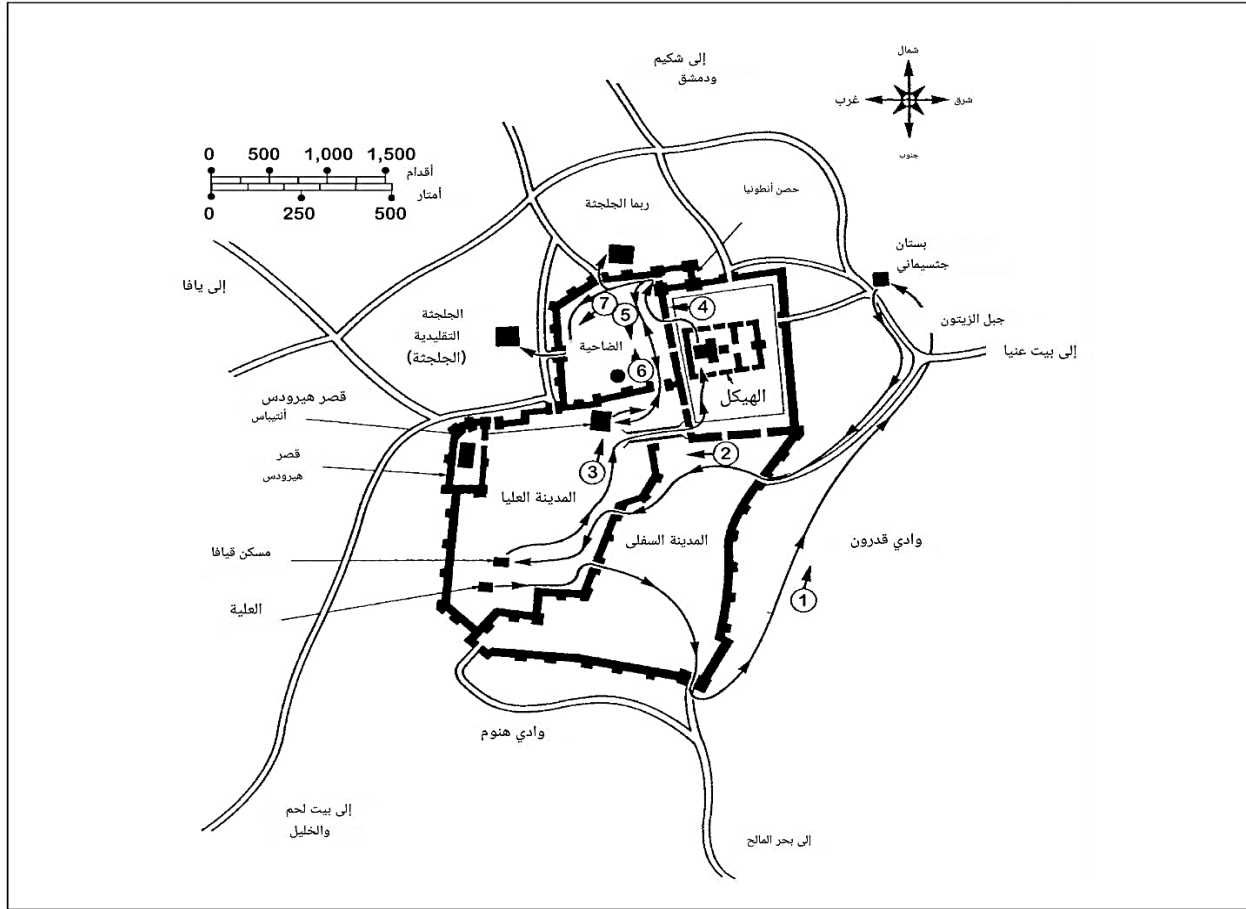 إلى شكيم
ودمشق
شمال
غرب
شرق
جنوب
0 500 1,000 1,500
أقدام
أمتار
0 250 500
ربما الجلجثة
حصن أنطونيا
بستان
جثسيماني
إلى يافا
الجلجثة
التقليدية
(الجلجثة)
7
5
4
الضاحية
6
جبل الزيتون
إلى بيت عنيا
الهيكل
قصر هيرودس
أنتيباس
3
2
قصر
هيرودس
المدينة العليا
المدينة السفلى
وادي قدرون
مسكن قيافا
العلية
1
وادي هنوم
إلى بيت لحم
والخليل
إلى بحر المالح